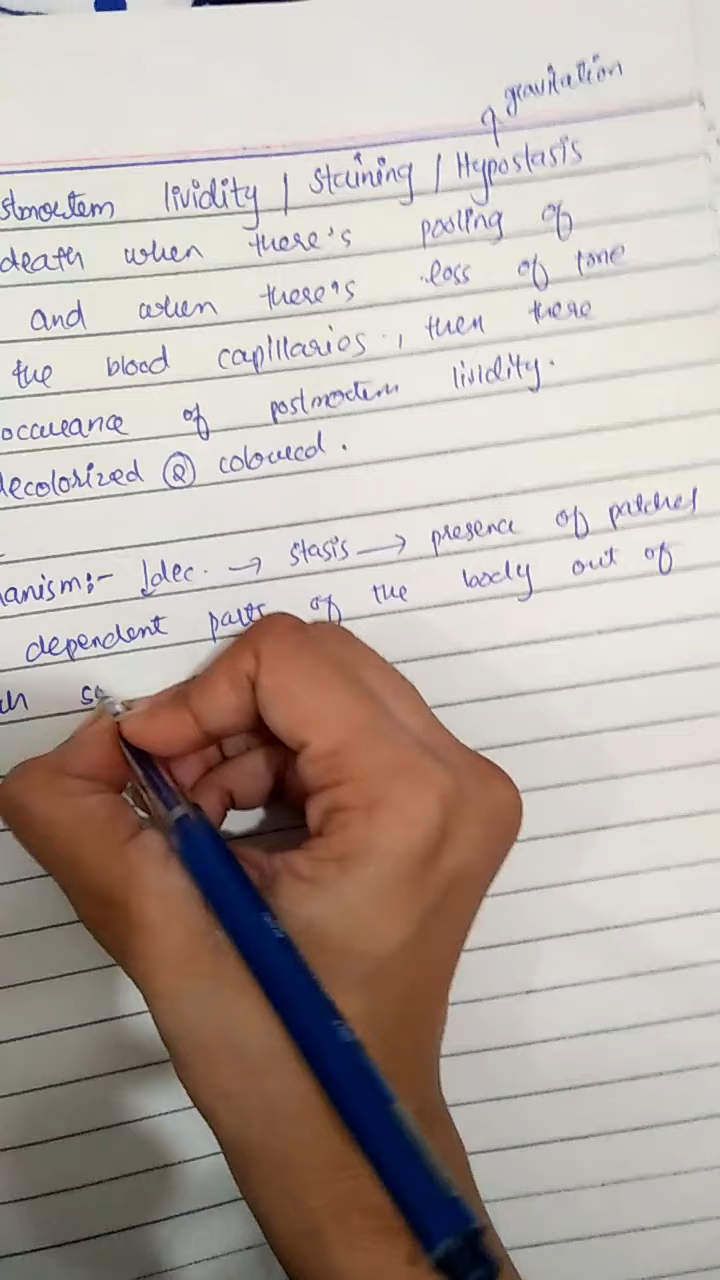 gravitation
stmortem lividity / Staining / Hypostasis
death when there's pooling of
and when there's loss of tone
the blood capillaries, then there
occurance of postmortem lividity.
decolorized or coloured.
anism:- ↓dec. → stasis → presence of patches
dependent parts of the body out of